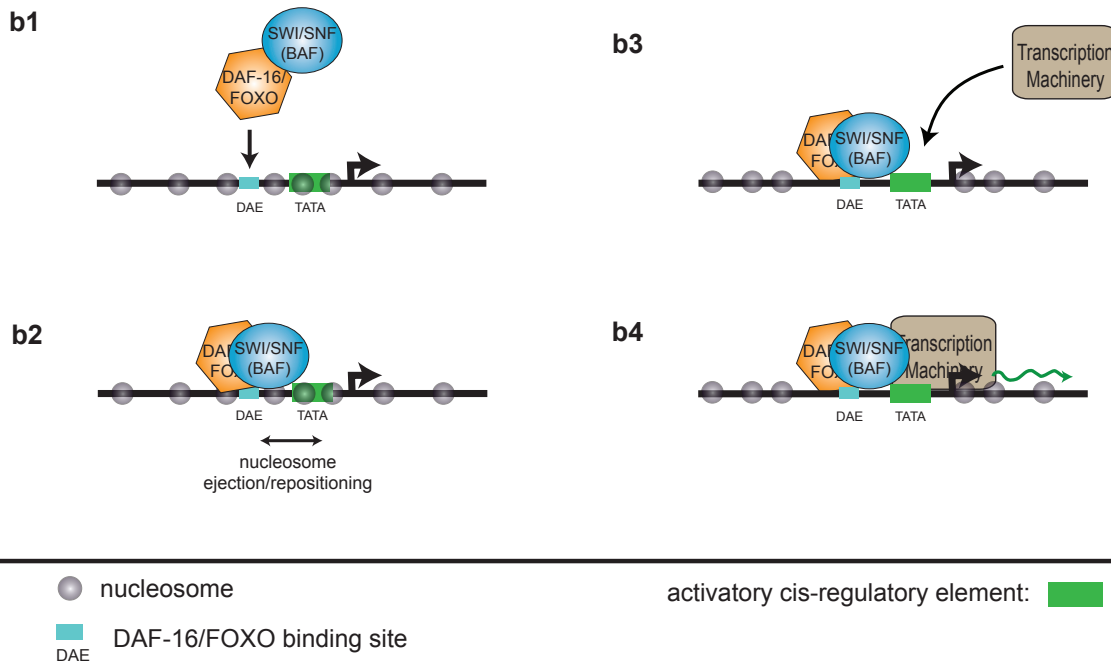 b1
SWI/SNF
(BAF)
DAF-16/
FOXO
DAE
TATA
b2
SWI/SNF
(BAF)
DAE
TATA
nucleosome
ejection/repositioning
b3
Transcription
Machinery
SWI/SNF
(BAF)
DAE
TATA
b4
SWI/SNF
(BAF)
Transcription
Machinery
DAE
TATA
nucleosome
DAE
DAF-16/FOXO binding site
activatory cis-regulatory element: